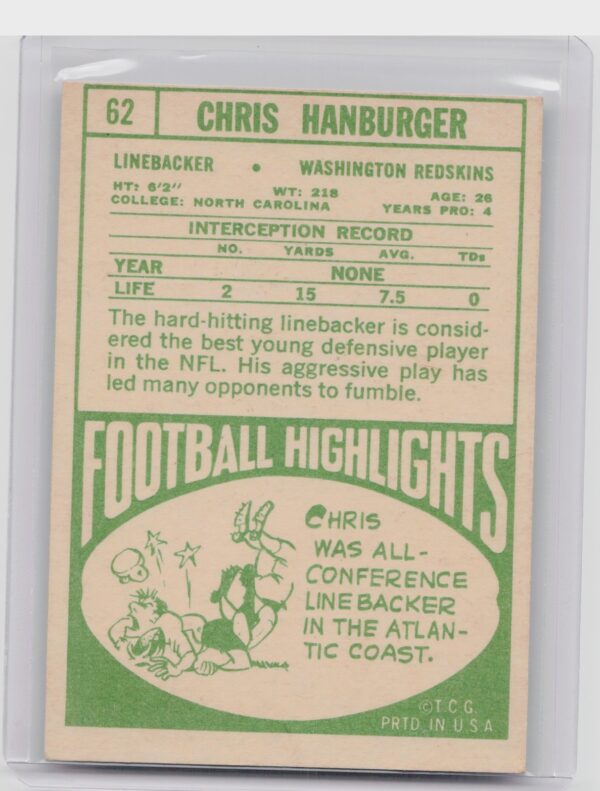 62 CHRIS HANBURGER
LINEBACKER • WASHINGTON REDSKINS
HT: 6'2" WT: 218 AGE: 26
COLLEGE: NORTH CAROLINA YEARS PRO: 4
INTERCEPTION RECORD
NO. YARDS AVG. TDs
YEAR NONE
LIFE 2 15 7.5 0
The hard-hitting linebacker is consid-
ered the best young defensive player
in the NFL. His aggressive play has
led many opponents to fumble.
FOOTBALL HIGHLIGHTS
CHRIS
WAS ALL-
CONFERENCE
LINEBACKER
IN THE ATLAN-
TIC COAST.
©T.C.G.
PRTD IN U.S.A